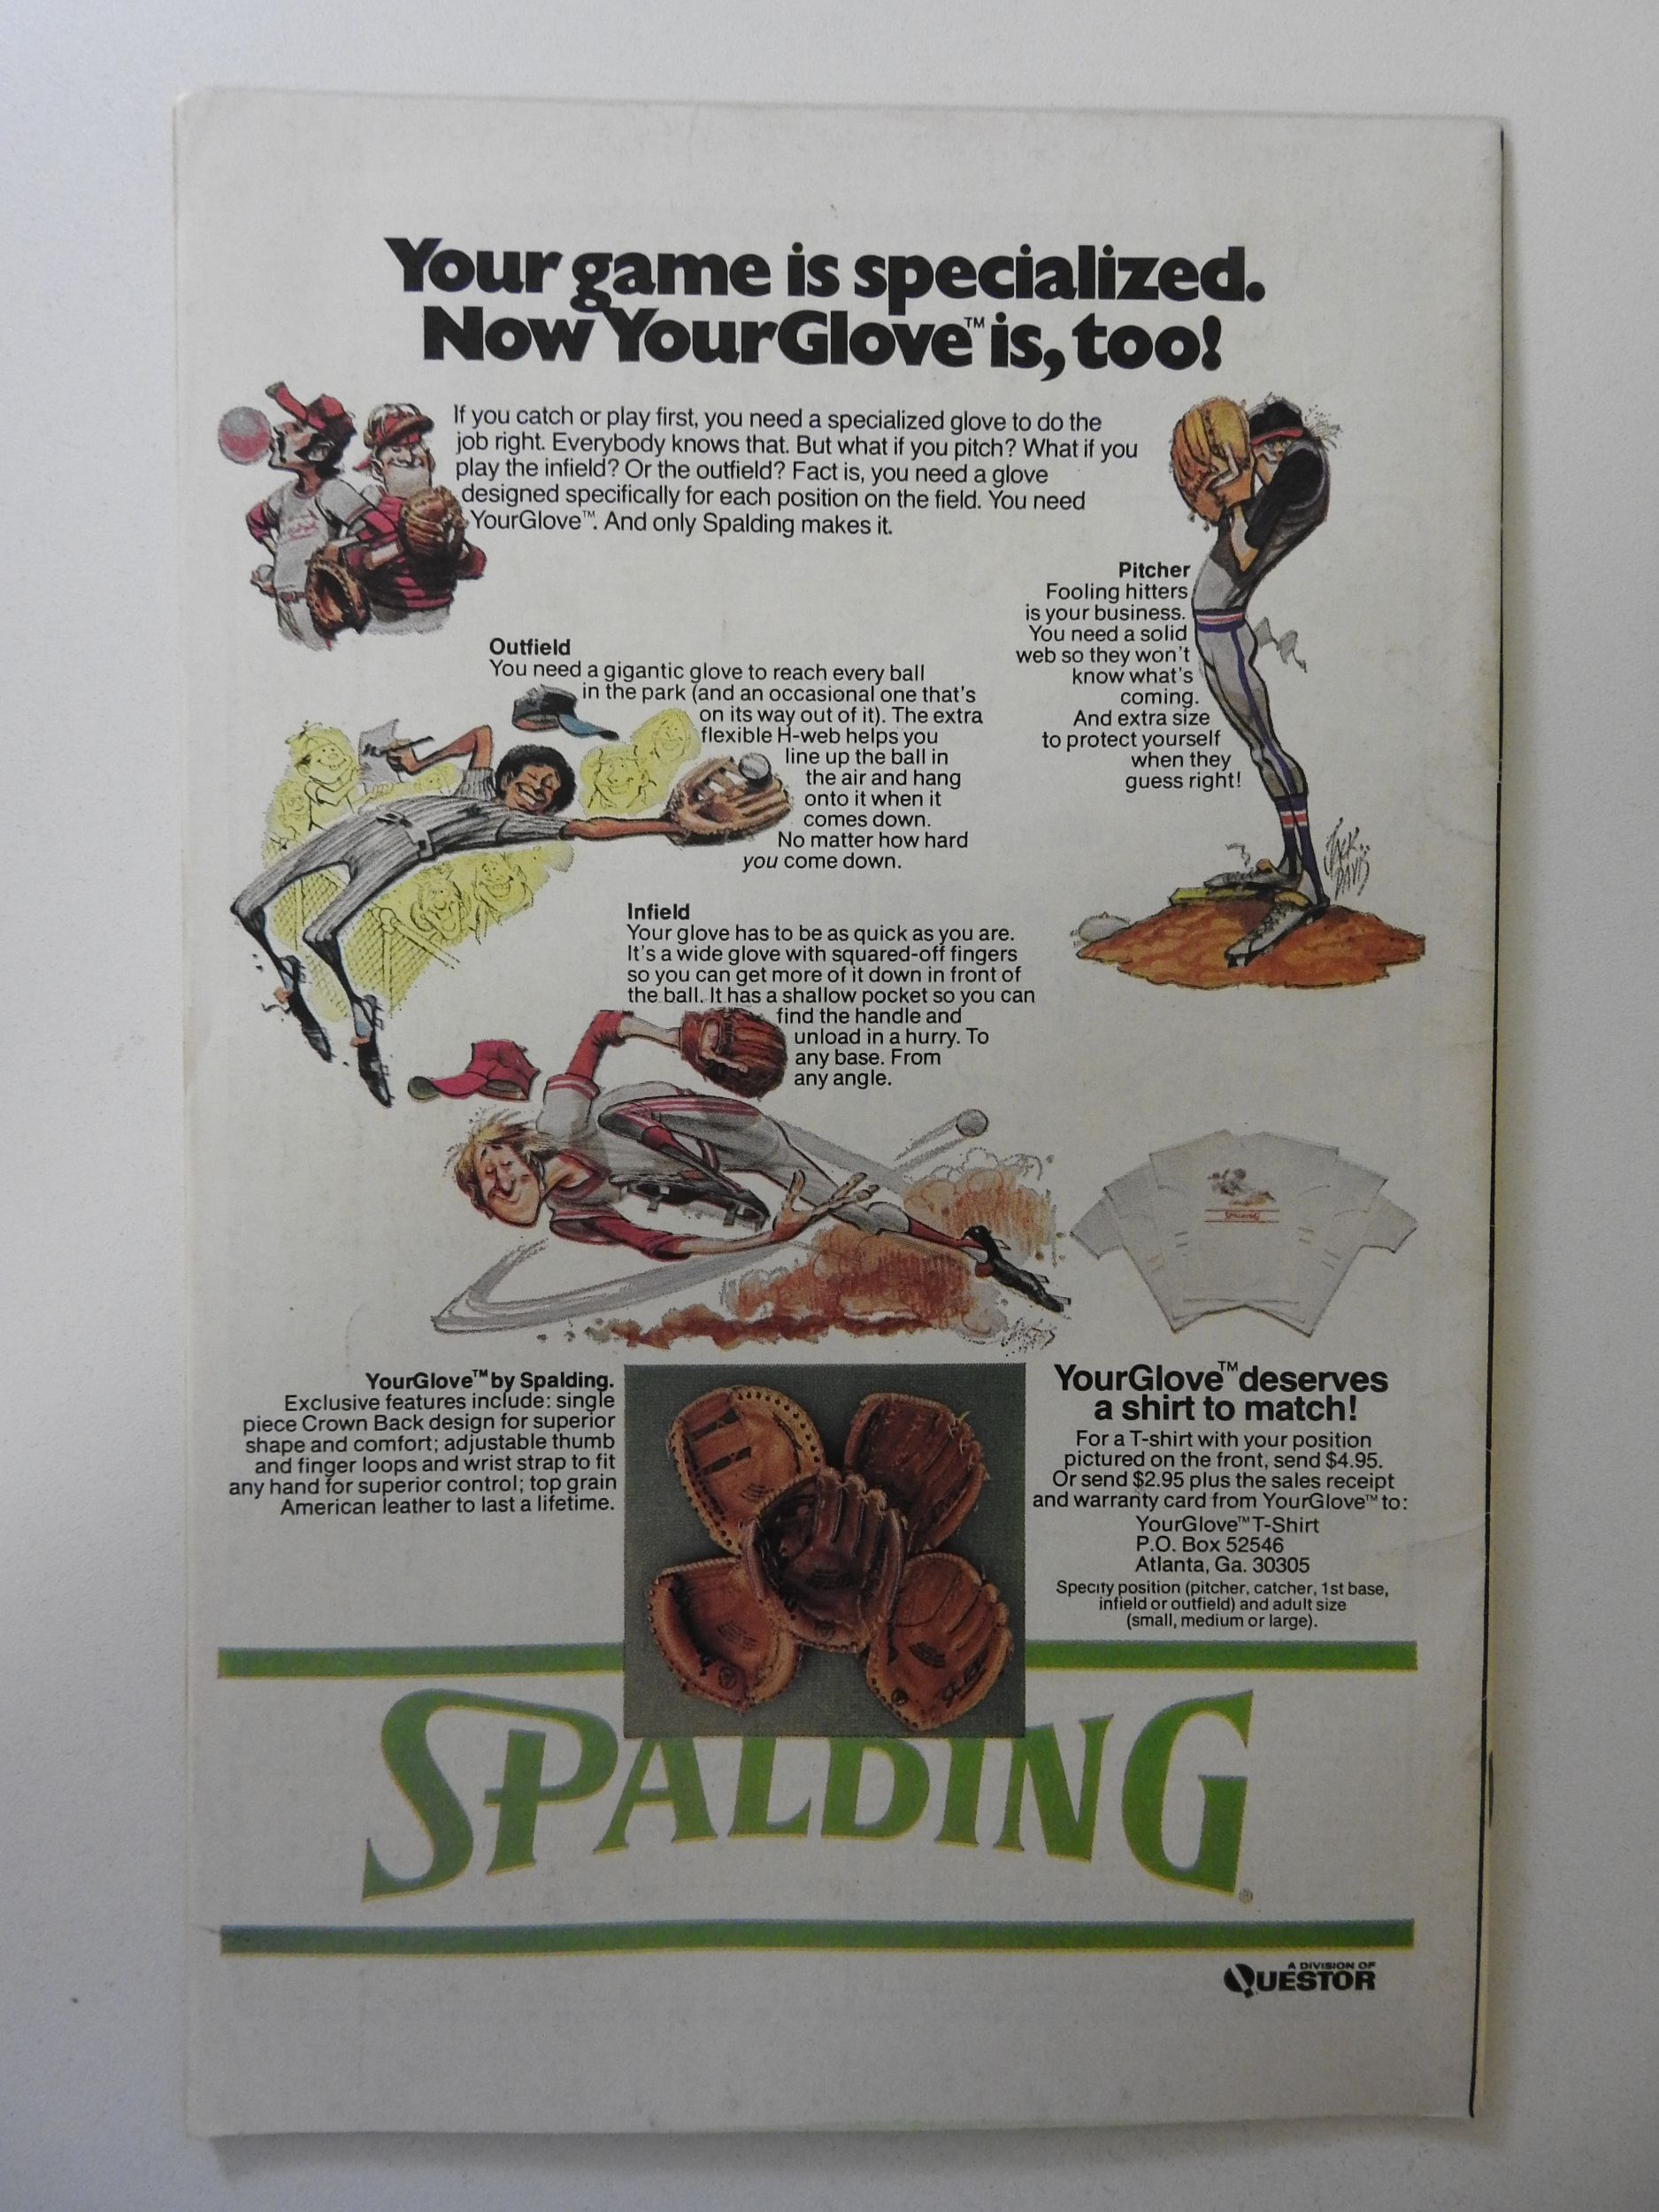 Your game is specialized.
Now YourGlove™ is, too!
If you catch or play first, you need a specialized glove to do the
job right. Everybody knows that. But what if you pitch? What if you
play the infield? Or the outfield? Fact is, you need a glove
designed specifically for each position on the field. You need
YourGlove™. And only Spalding makes it.
Pitcher
Fooling hitters
is your business.
You need a solid
web so they won't
know what's
coming.
And extra size
to protect yourself
when they
guess right!
JACK
DAVIS
Outfield
You need a gigantic glove to reach every ball
in the park (and an occasional one that's
on its way out of it). The extra
flexible H-web helps you
line up the ball in
the air and hang
onto it when it
comes down.
No matter how hard
you come down.
Infield
Your glove has to be as quick as you are.
It's a wide glove with squared-off fingers
so you can get more of it down in front of
the ball. It has a shallow pocket so you can
find the handle and
unload in a hurry. To
any base. From
any angle.
SPALDING
YourGlove™ by Spalding.
Exclusive features include: single
piece Crown Back design for superior
shape and comfort; adjustable thumb
and finger loops and wrist strap to fit
any hand for superior control; top grain
American leather to last a lifetime.
YourGlove™ deserves
a shirt to match!
For a T-shirt with your position
pictured on the front, send $4.95.
Or send $2.95 plus the sales receipt
and warranty card from YourGlove™ to:
YourGlove™ T-Shirt
P.O. Box 52546
Atlanta, Ga. 30305
Specify position (pitcher, catcher, 1st base,
infield or outfield) and adult size
(small, medium or large).
SPALDING®
A DIVISION OF
QUESTOR